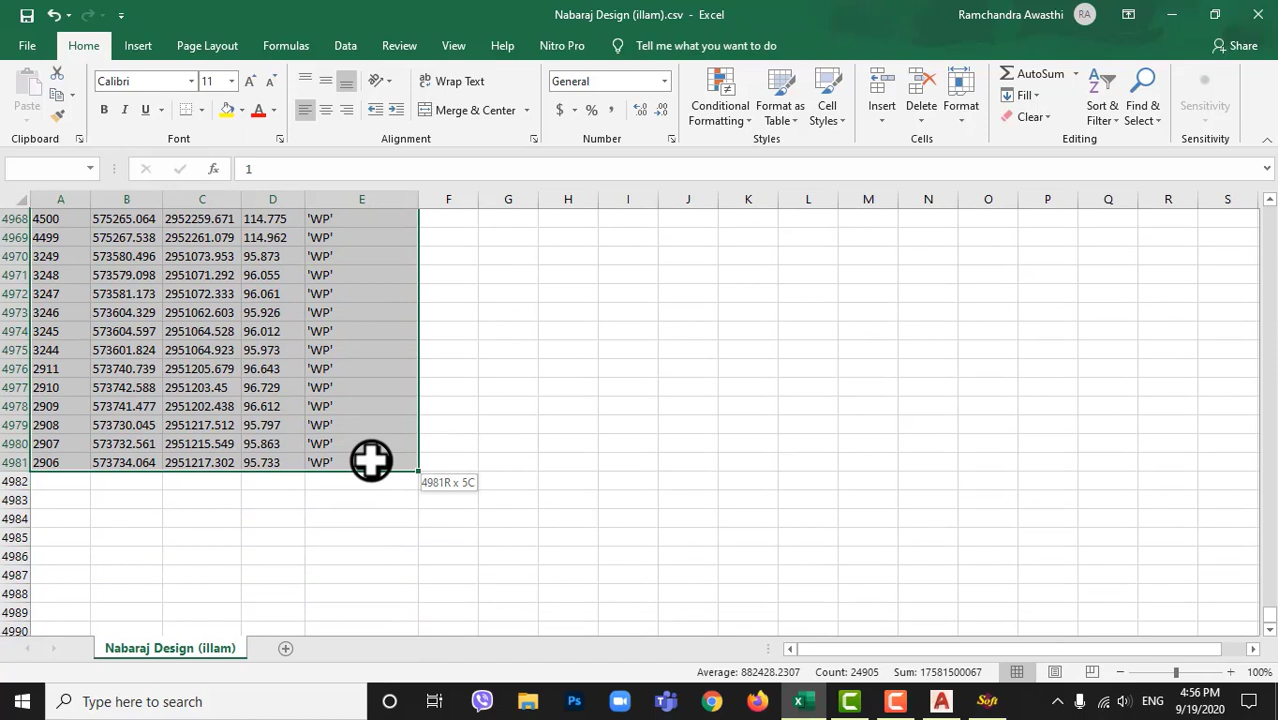 Nabaraj Design (illam).csv - Excel
Ramchandra Awasthi RA
File Home Insert Page Layout Formulas Data Review View Help Nitro Pro Tell me what you want to do Share
Paste
Calibri 11 A A
B I U A
Clipboard
Font
Wrap Text
Merge & Center
Alignment
General
$ % ,
Number
Conditional Formatting
Format as Table
Cell Styles
Styles
Insert Delete Format
Cells
AutoSum
Fill
Clear
Sort & Filter
Find & Select
Editing
Sensitivity
Sensitivity
fx 1
A B C D E F G H I J K L M N O P Q R S
4968 4500 575265.064 2952259.671 114.775 'WP'
4969 4499 575267.538 2952261.079 114.962 'WP'
4970 3249 573580.496 2951073.953 95.873 'WP'
4971 3248 573579.098 2951071.292 96.055 'WP'
4972 3247 573581.173 2951072.333 96.061 'WP'
4973 3246 573604.329 2951062.603 95.926 'WP'
4974 3245 573604.597 2951064.528 96.012 'WP'
4975 3244 573601.824 2951064.923 95.973 'WP'
4976 2911 573740.739 2951205.679 96.643 'WP'
4977 2910 573742.588 2951203.45 96.729 'WP'
4978 2909 573741.477 2951202.438 96.612 'WP'
4979 2908 573730.045 2951217.512 95.797 'WP'
4980 2907 573732.561 2951215.549 95.863 'WP'
4981 2906 573734.064 2951217.302 95.733 'WP'
4982 4981R x 5C
4983
4984
4985
4986
4987
4988
4989
4990
Nabaraj Design (illam)
Average: 882428.2307 Count: 24905 Sum: 17581500067 100%
Type here to search
Ps
Soft
ENG
4:56 PM
9/19/2020